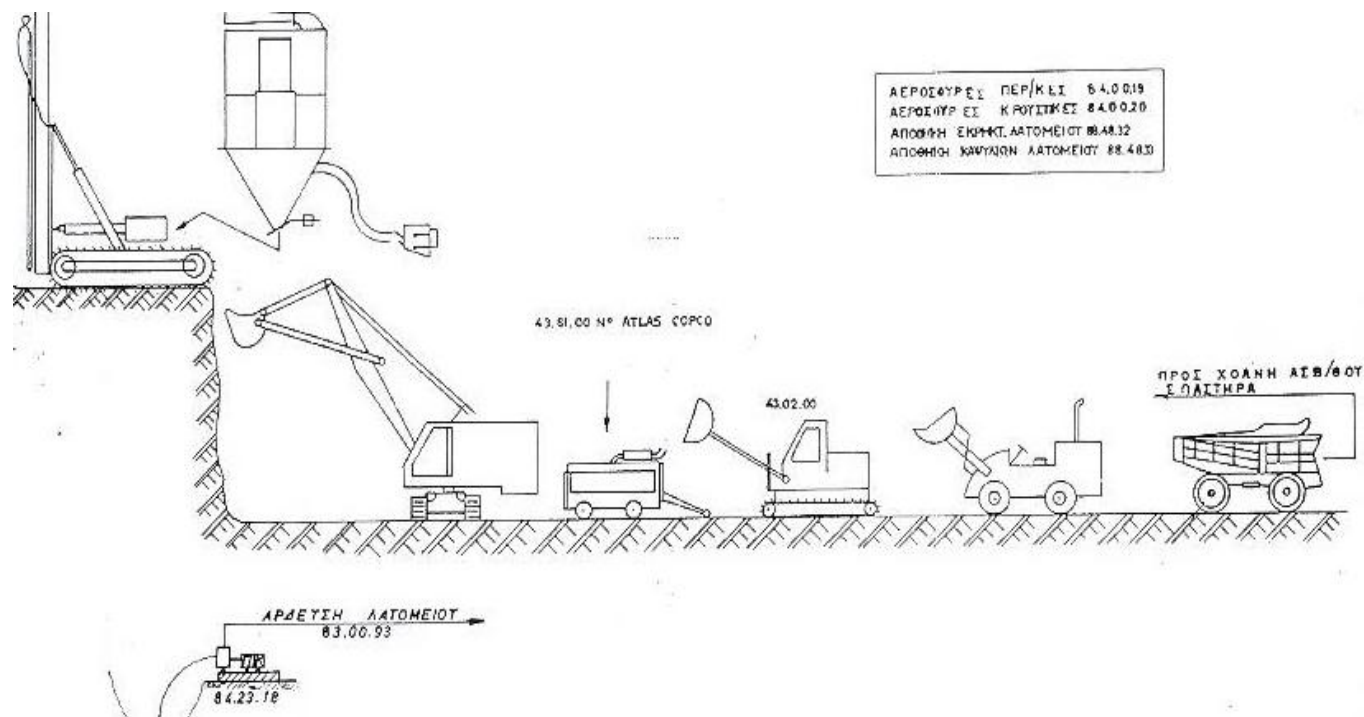 ΑΕΡΟΣΦΥΡΕΣ ΠΕΡ/ΚΕΣ 84.00.19
ΑΕΡΟΣΦΥΡΕΣ ΚΡΟΥΣΤΙΚΕΣ 84.00.20
ΑΠΟΘΗΚΗ ΕΚΡΗΚΤ. ΛΑΤΟΜΕΙΟΥ 88.48.32
ΑΠΟΘΗΚΗ ΚΑΨΥΛΙΩΝ ΛΑΤΟΜΕΙΟΥ 88.48.33
43.81.00 Nº ATLAS COPCO
ΠΡΟΣ ΧΟΑΝΗ ΑΣΒ/ΘΟΥ
ΣΠΑΣΤΗΡΑ
43.02.00
ΑΡΔΕΥΣΗ ΛΑΤΟΜΕΙΟΥ
83.00.93
84.23.18